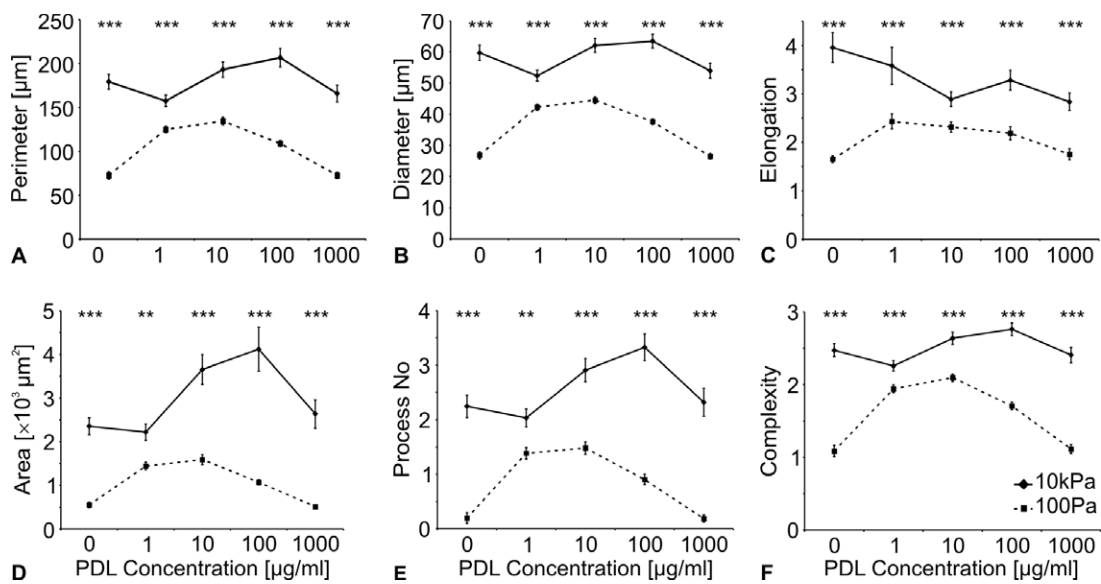 *** *** *** *** ***
250
200
150
100
50
0
Perimeter [µm]
0 1 10 100 1000
A
*** *** *** *** ***
70
60
50
40
30
20
10
0
Diameter [µm]
0 1 10 100 1000
B
*** *** *** *** ***
4
3
2
1
0
Elongation
0 1 10 100 1000
C
*** ** *** *** ***
5
4
3
2
1
0
Area [×10³ µm²]
0 1 10 100 1000
D PDL Concentration [µg/ml]
*** ** *** *** ***
4
3
2
1
0
Process No
0 1 10 100 1000
E PDL Concentration [µg/ml]
*** *** *** *** ***
3
2
1
0
Complexity
10kPa
100Pa
0 1 10 100 1000
F PDL Concentration [µg/ml]